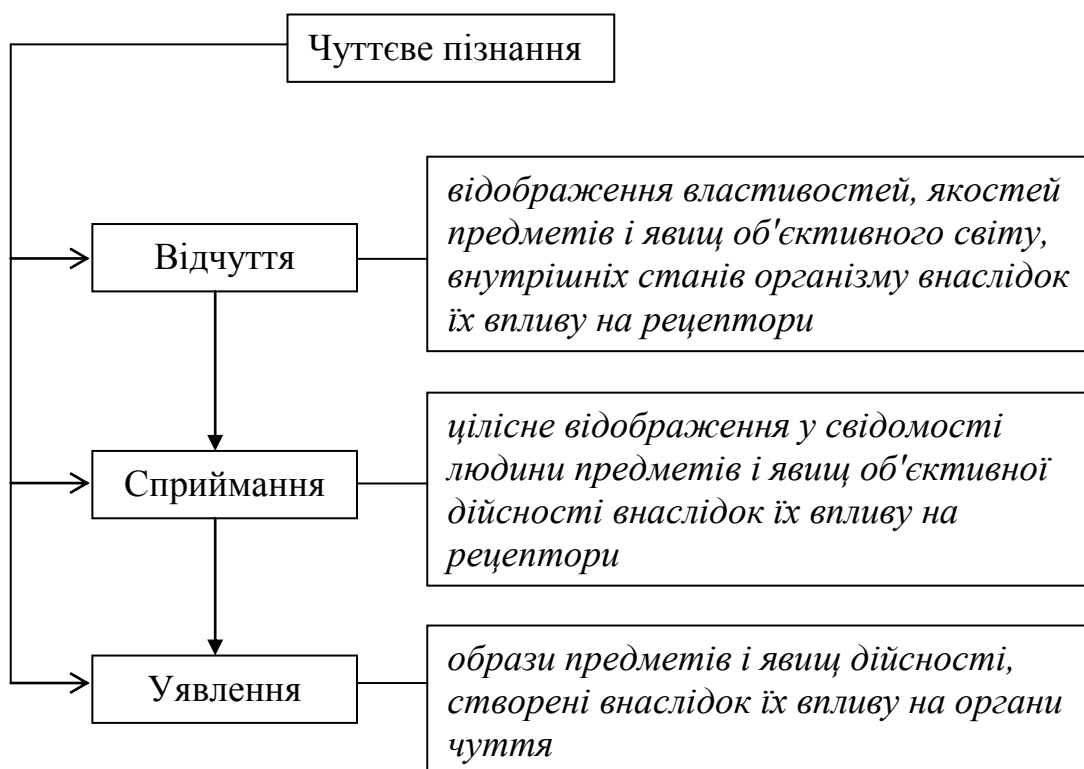 Чуттєве пізнання
Відчуття
відображення властивостей, якостей
предметів і явищ об'єктивного світу,
внутрішніх станів організму внаслідок
їх впливу на рецептори
Сприймання
цілісне відображення у свідомості
людини предметів і явищ об'єктивної
дійсності внаслідок їх впливу на
рецептори
Уявлення
образи предметів і явищ дійсності,
створені внаслідок їх впливу на органи
чуття